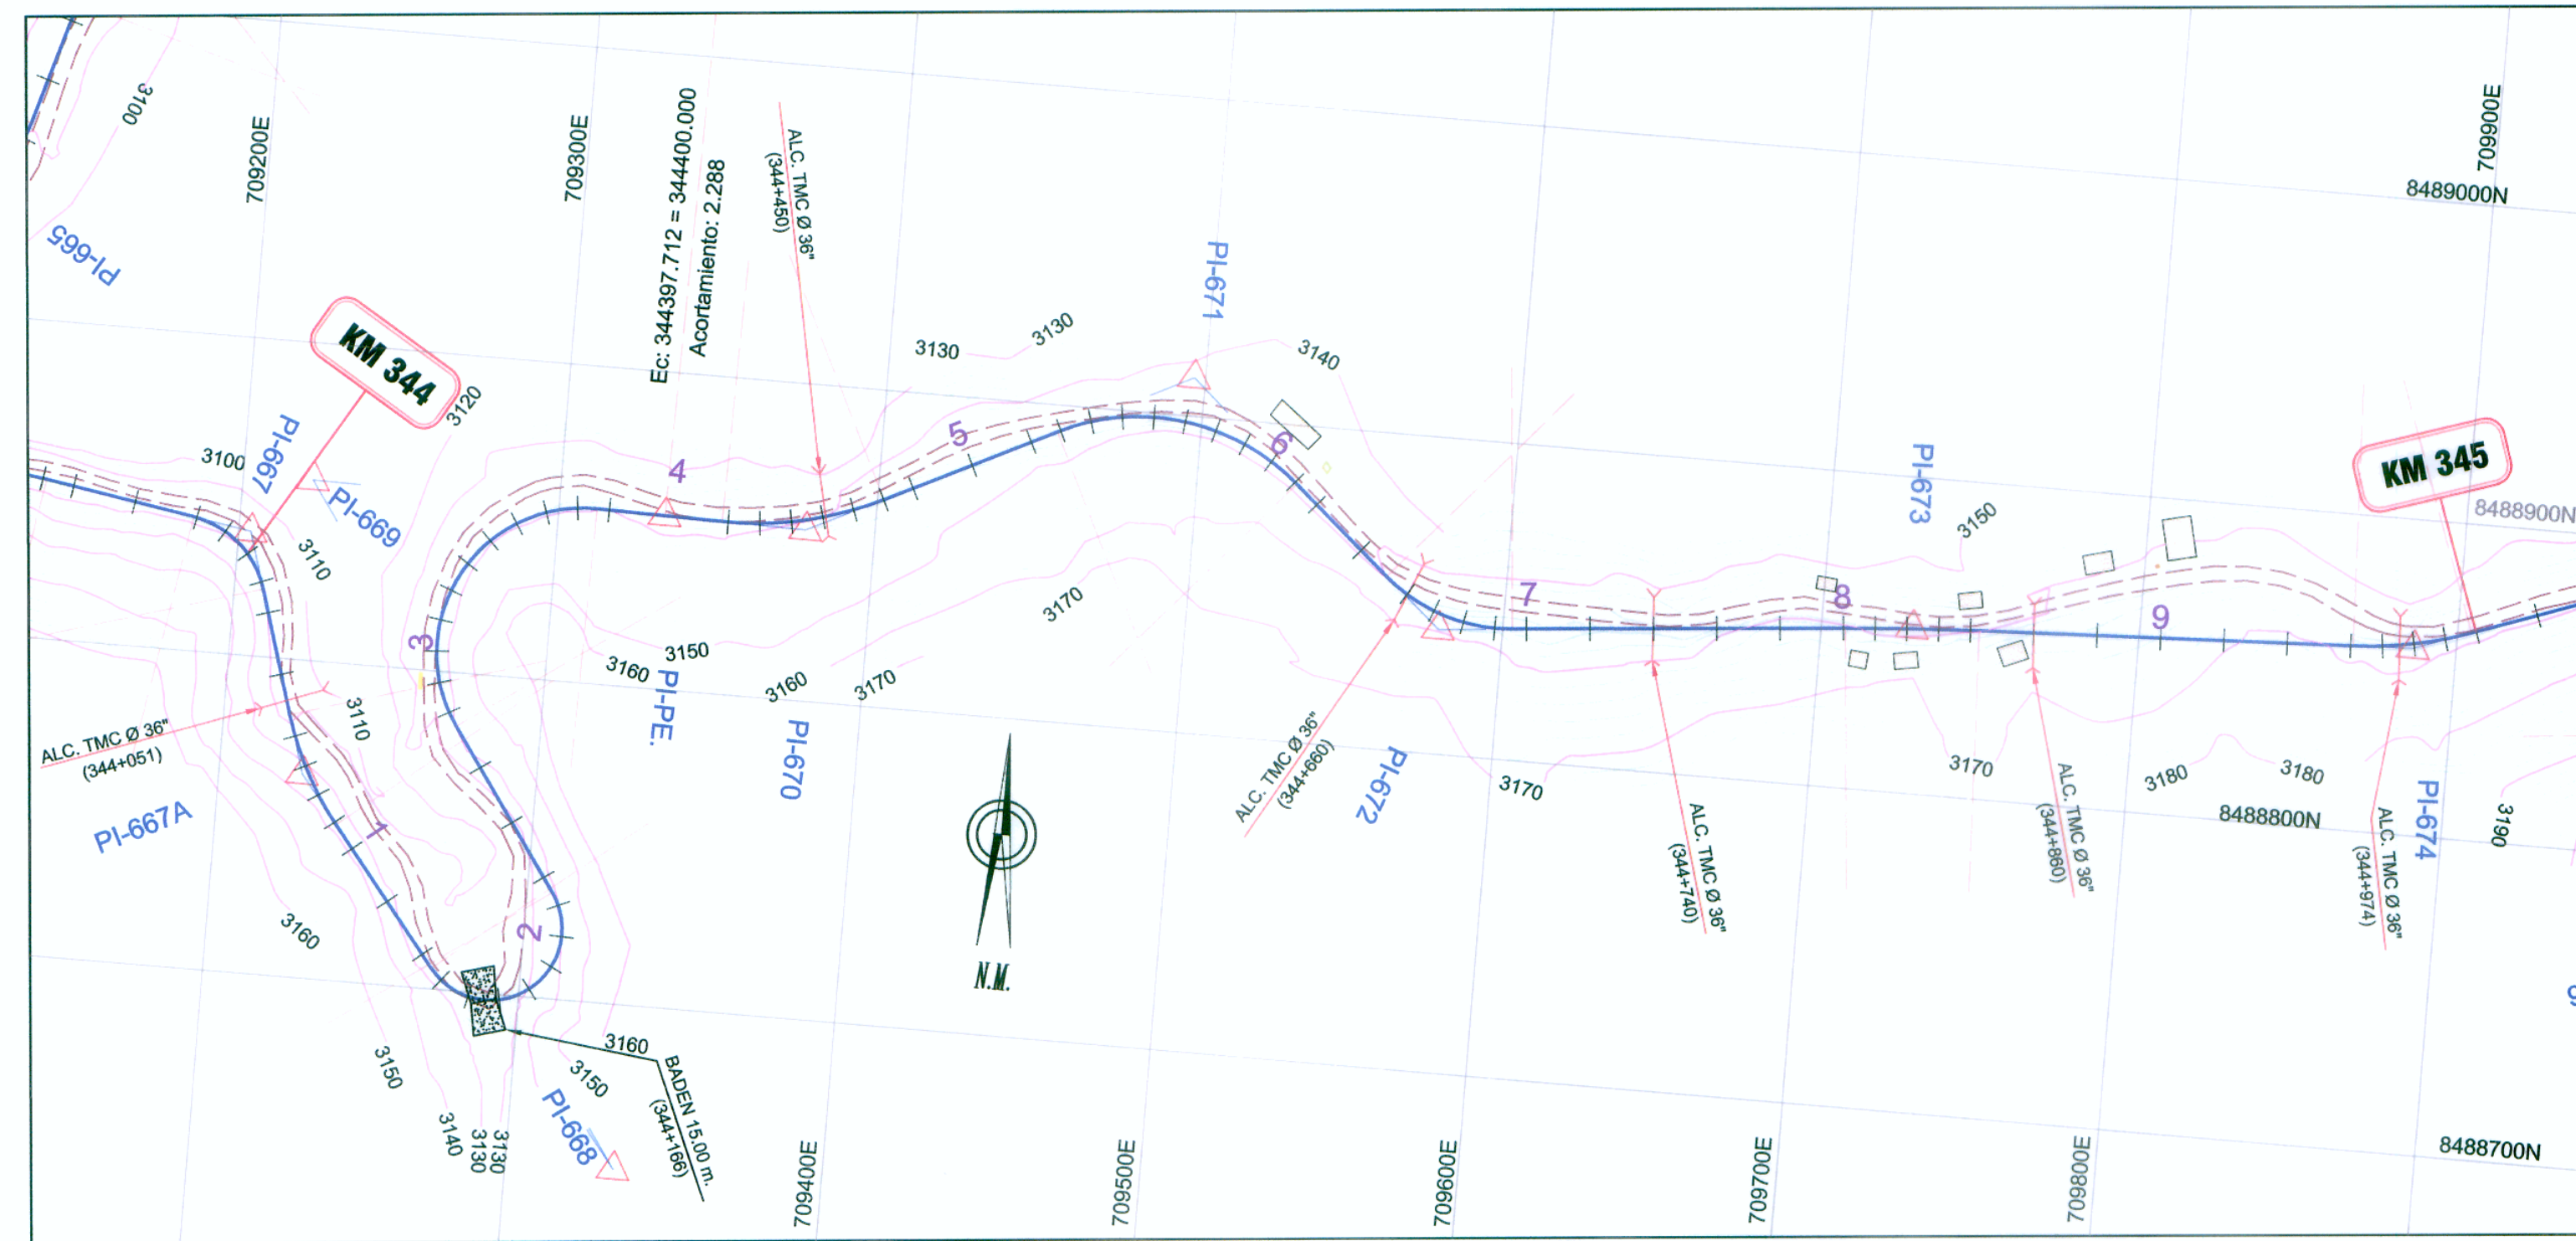 3100
709200E
709300E
Ec: 344397.712 = 344400.000
Acortamiento: 2.288
ALC. TMC Ø 36"
(344+450)
709900E
8489000N
PI-665
KM 344
PI-671
3130
3130
3140
3120
PI-667
3100
PI-669
3110
4
5
6
PI-673
3150
KM 345
8488900N
3
7
8
9
3150
3160
PI-PE.
3160
3170
3170
3110
ALC. TMC Ø 36"
(344+051)
PI-667A
1
PI-670
ALC. TMC Ø 36"
(344+660)
PI-672
3170
ALC. TMC Ø 36"
(344+740)
3170
ALC. TMC Ø 36"
(344+860)
3180
3180
8488800N
ALC. TMC Ø 36"
(344+974)
PI-674
3190
3160
2
N.M.
3160
BADEN 15.00 m.
(344+166)
3150
3150
3140
3130
3130
PI-668
709400E
709500E
709600E
709700E
709800E
8488700N